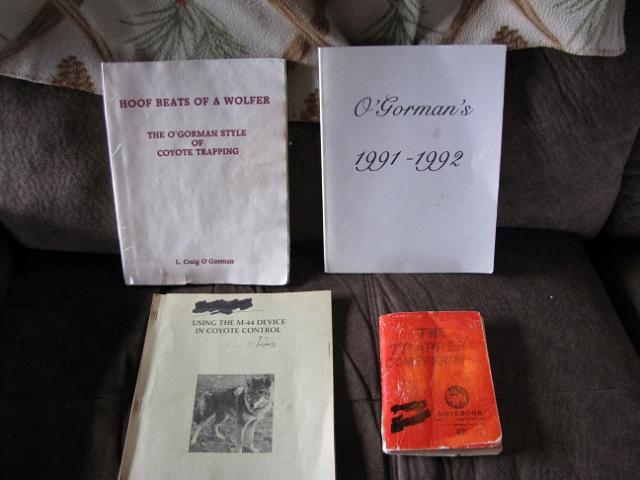 HOOF BEATS OF A WOLFER
THE O'GORMAN STYLE
OF
COYOTE TRAPPING
L. Craig O'Gorman
O'Gorman's
1991-1992
USING THE M-44 DEVICE
IN COYOTE CONTROL
THE
TRAPPER'S
COMPANION
NOTEBOOK